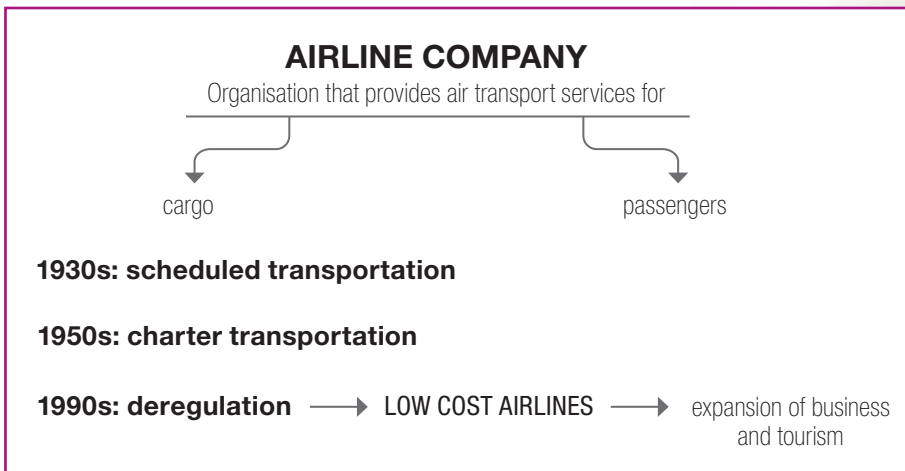 AIRLINE COMPANY
Organisation that provides air transport services for
cargo
passengers
1930s: scheduled transportation
1950s: charter transportation
1990s: deregulation LOW COST AIRLINES expansion of business
and tourism